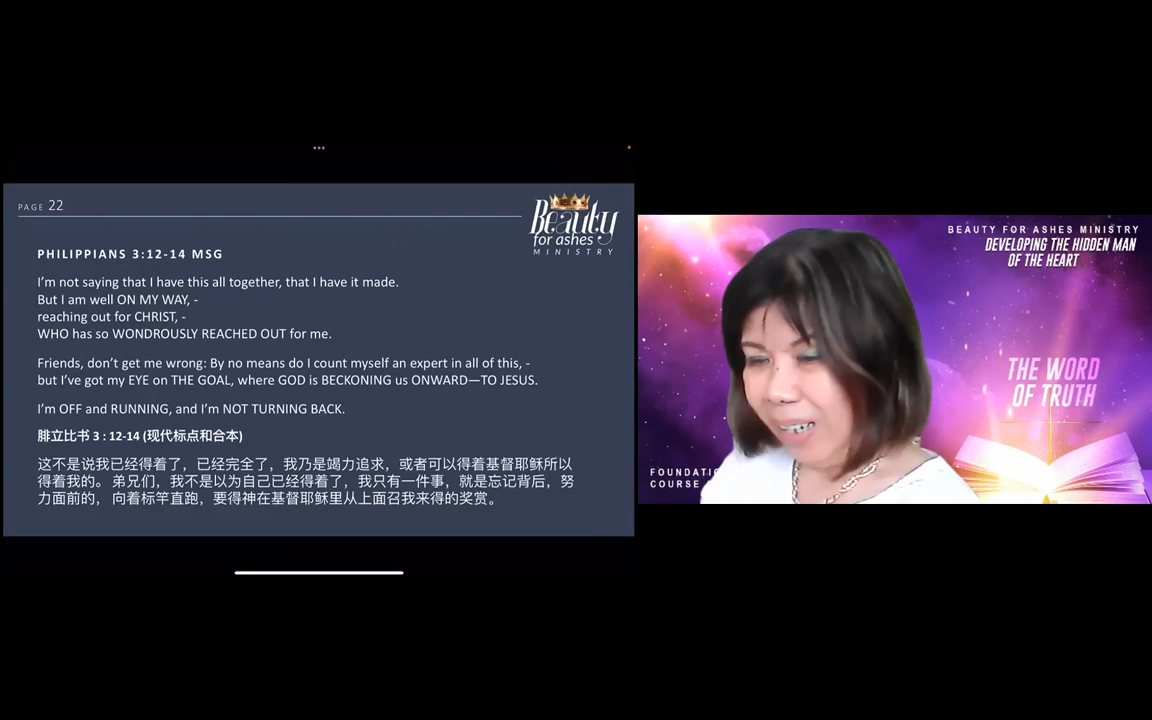 PAGE 22
Beauty
for ashes
MINISTRY
PHILIPPIANS 3:12-14 MSG
I'm not saying that I have this all together, that I have it made.
But I am well ON MY WAY, -
reaching out for CHRIST, -
WHO has so WONDROUSLY REACHED OUT for me.
Friends, don't get me wrong: By no means do I count myself an expert in all of this, -
but I've got my EYE on THE GOAL, where GOD is BECKONING us ONWARD—TO JESUS.
I'm OFF and RUNNING, and I'm NOT TURNING BACK.
腓立比书 3 : 12-14 (现代标点和合本)
这不是说我已经得着了，已经完全了，我乃是竭力追求，或者可以得着基督耶稣所以
得着我的。弟兄们，我不是以为自己已经得着了，我只有一件事，就是忘记背后，努
力面前的， 向着标竿直跑，要得神在基督耶稣里从上面召我来得的奖赏。
BEAUTY FOR ASHES MINISTRY
DEVELOPING THE HIDDEN MAN
OF THE HEART
THE WORD
OF TRUTH
COURSE